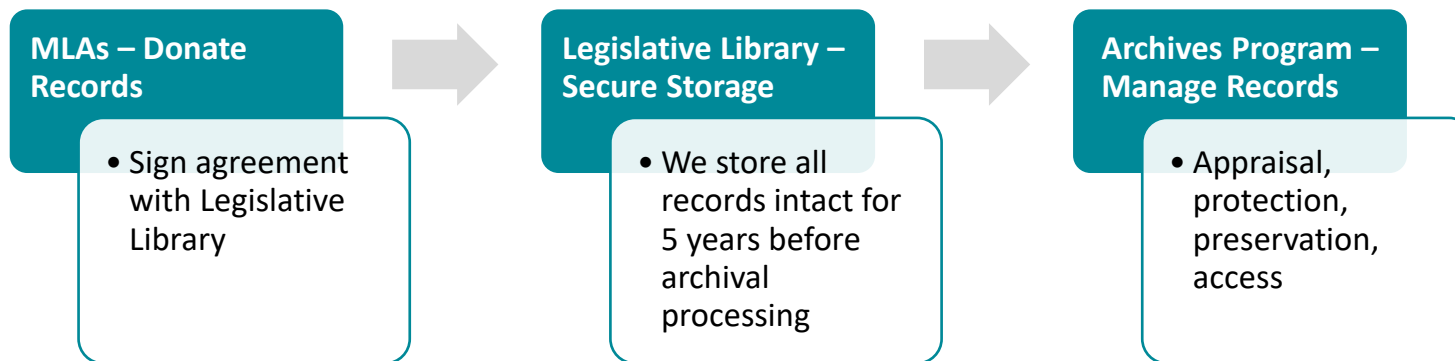 MLAs – Donate
Records
• Sign agreement
with Legislative
Library
Legislative Library –
Secure Storage
• We store all
records intact for
5 years before
archival
processing
Archives Program –
Manage Records
• Appraisal,
protection,
preservation,
access